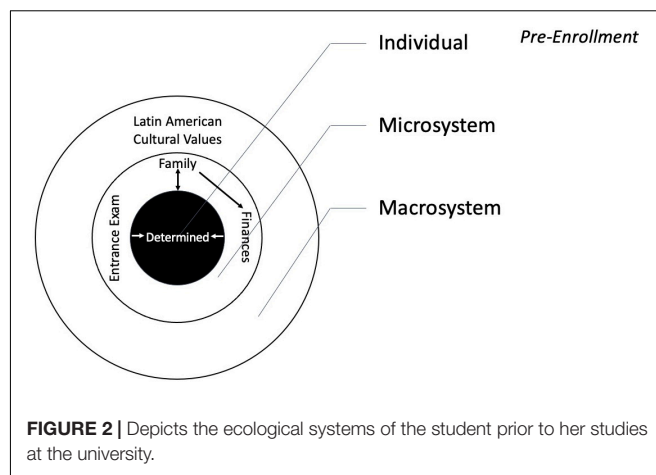 Individual
Pre-Enrollment
Latin American
Cultural Values
Microsystem
Family
Macrosystem
Entrance Exam
Determined
Finances
FIGURE 2 | Depicts the ecological systems of the student prior to her studies
at the university.